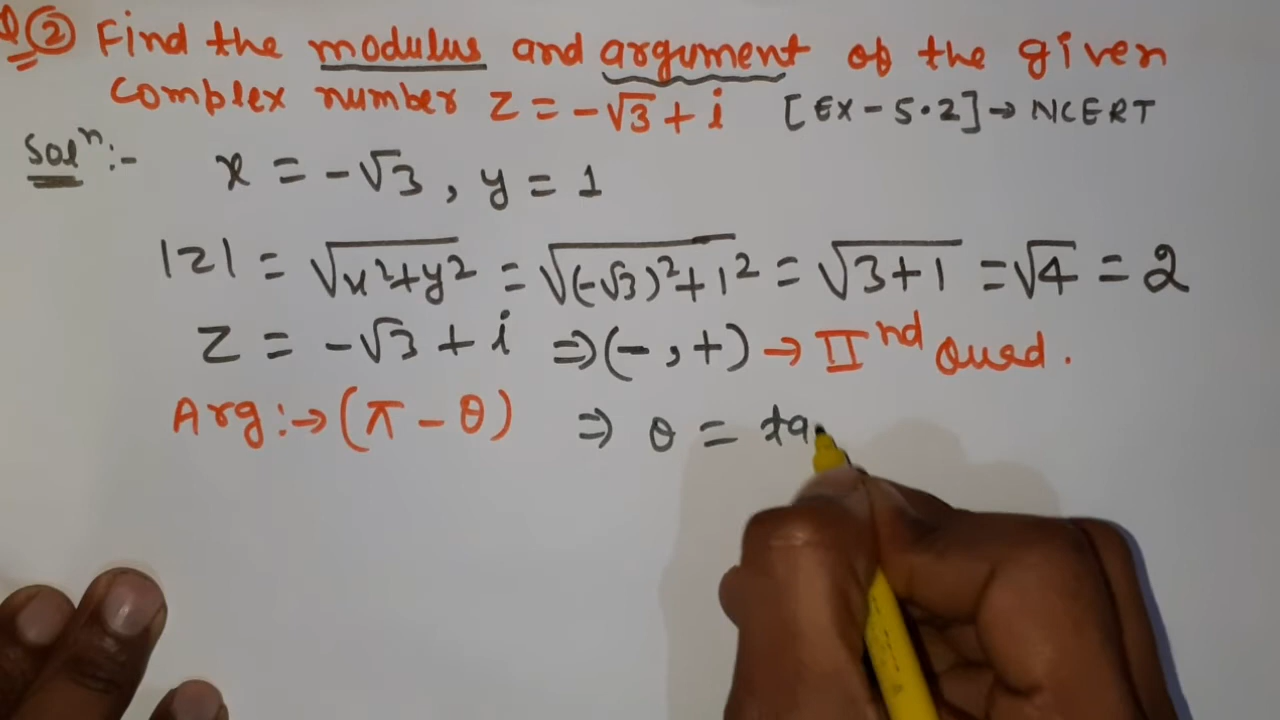 Q② Find the modulus and argument of the given
complex number z = -√3 + i [EX - 5.2] → NCERT
Solⁿ:- x = -√3, y = 1
|z| = √(x²+y²) = √((-√3)²+1²) = √(3+1) = √4 = 2
z = -√3 + i ⇒ (-, +) → IInd Quad.
Arg:→ (π - θ) ⇒ θ = ta